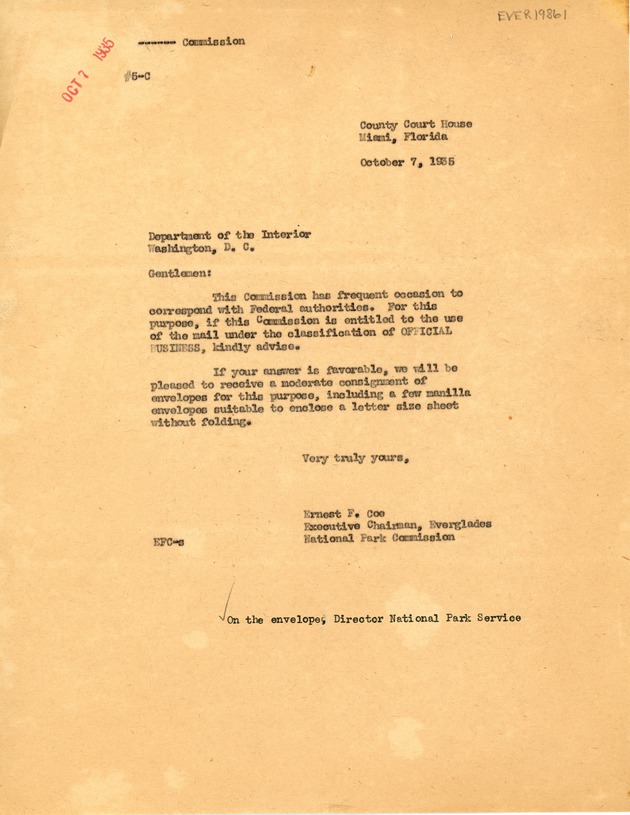 EVER 19861
OCT 7 1935
------- Commission
#5-C
County Court House
Miami, Florida
October 7, 1935
Department of the Interior
Washington, D. C.
Gentlemen:
This Commission has frequent occasion to
correspond with Federal authorities. For this
purpose, if this Commission is entitled to the use
of the mail under the classification of OFFICIAL
BUSINESS, kindly advise.
If your answer is favorable, we will be
pleased to receive a moderate consignment of
envelopes for this purpose, including a few manilla
envelopes suitable to enclose a letter size sheet
without folding.
Very truly yours,
Ernest F. Coe
Executive Chairman, Everglades
EFC-s National Park Commission
On the envelope, Director National Park Service